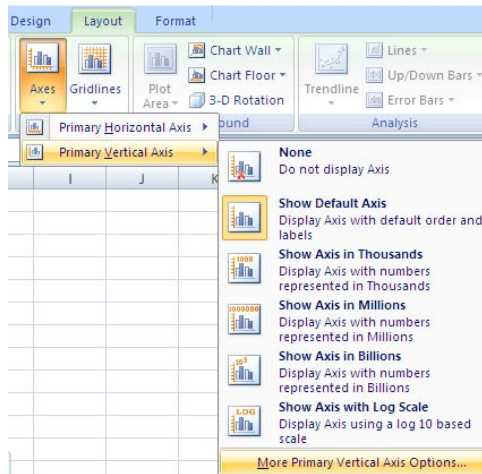 Design Layout Format
Axes
Gridlines
Plot
Area
Chart Wall
Chart Floor
3-D Rotation
Trendline
Lines
Up/Down Bars
Error Bars
Analysis
Primary Horizontal Axis
Primary Vertical Axis
I J K
None
Do not display Axis
Show Default Axis
Display Axis with default order and
labels
Show Axis in Thousands
Display Axis with numbers
represented in Thousands
Show Axis in Millions
Display Axis with numbers
represented in Millions
Show Axis in Billions
Display Axis with numbers
represented in Billions
Show Axis with Log Scale
Display Axis using a log 10 based
scale
More Primary Vertical Axis Options...